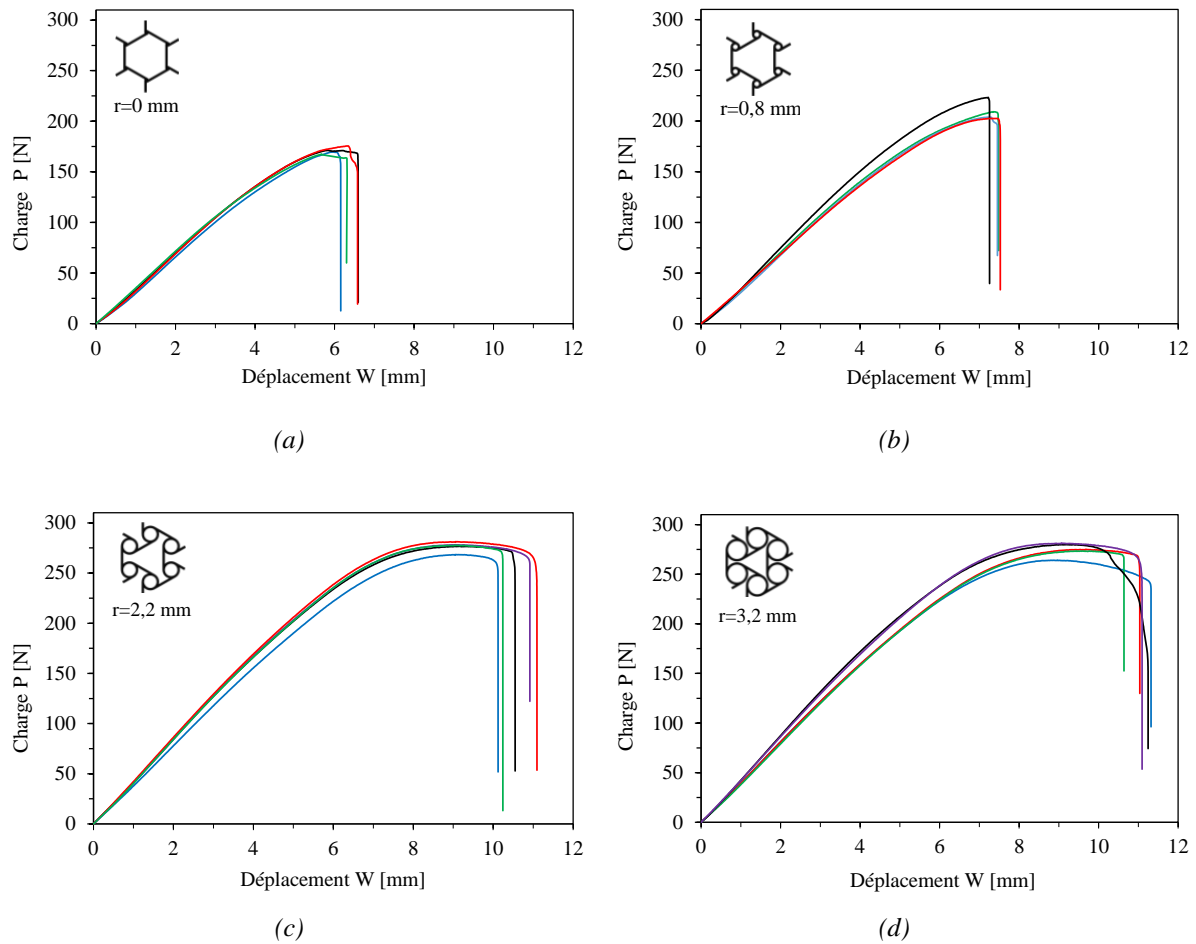 300
250
200
150
100
50
0
Charge P [N]
r=0 mm
0 2 4 6 8 10 12
Déplacement W [mm]
(a)
300
250
200
150
100
50
0
Charge P [N]
r=0,8 mm
0 2 4 6 8 10 12
Déplacement W [mm]
(b)
300
250
200
150
100
50
0
Charge P [N]
r=2,2 mm
0 2 4 6 8 10 12
Déplacement W [mm]
(c)
300
250
200
150
100
50
0
Charge P [N]
r=3,2 mm
0 2 4 6 8 10 12
Déplacement W [mm]
(d)